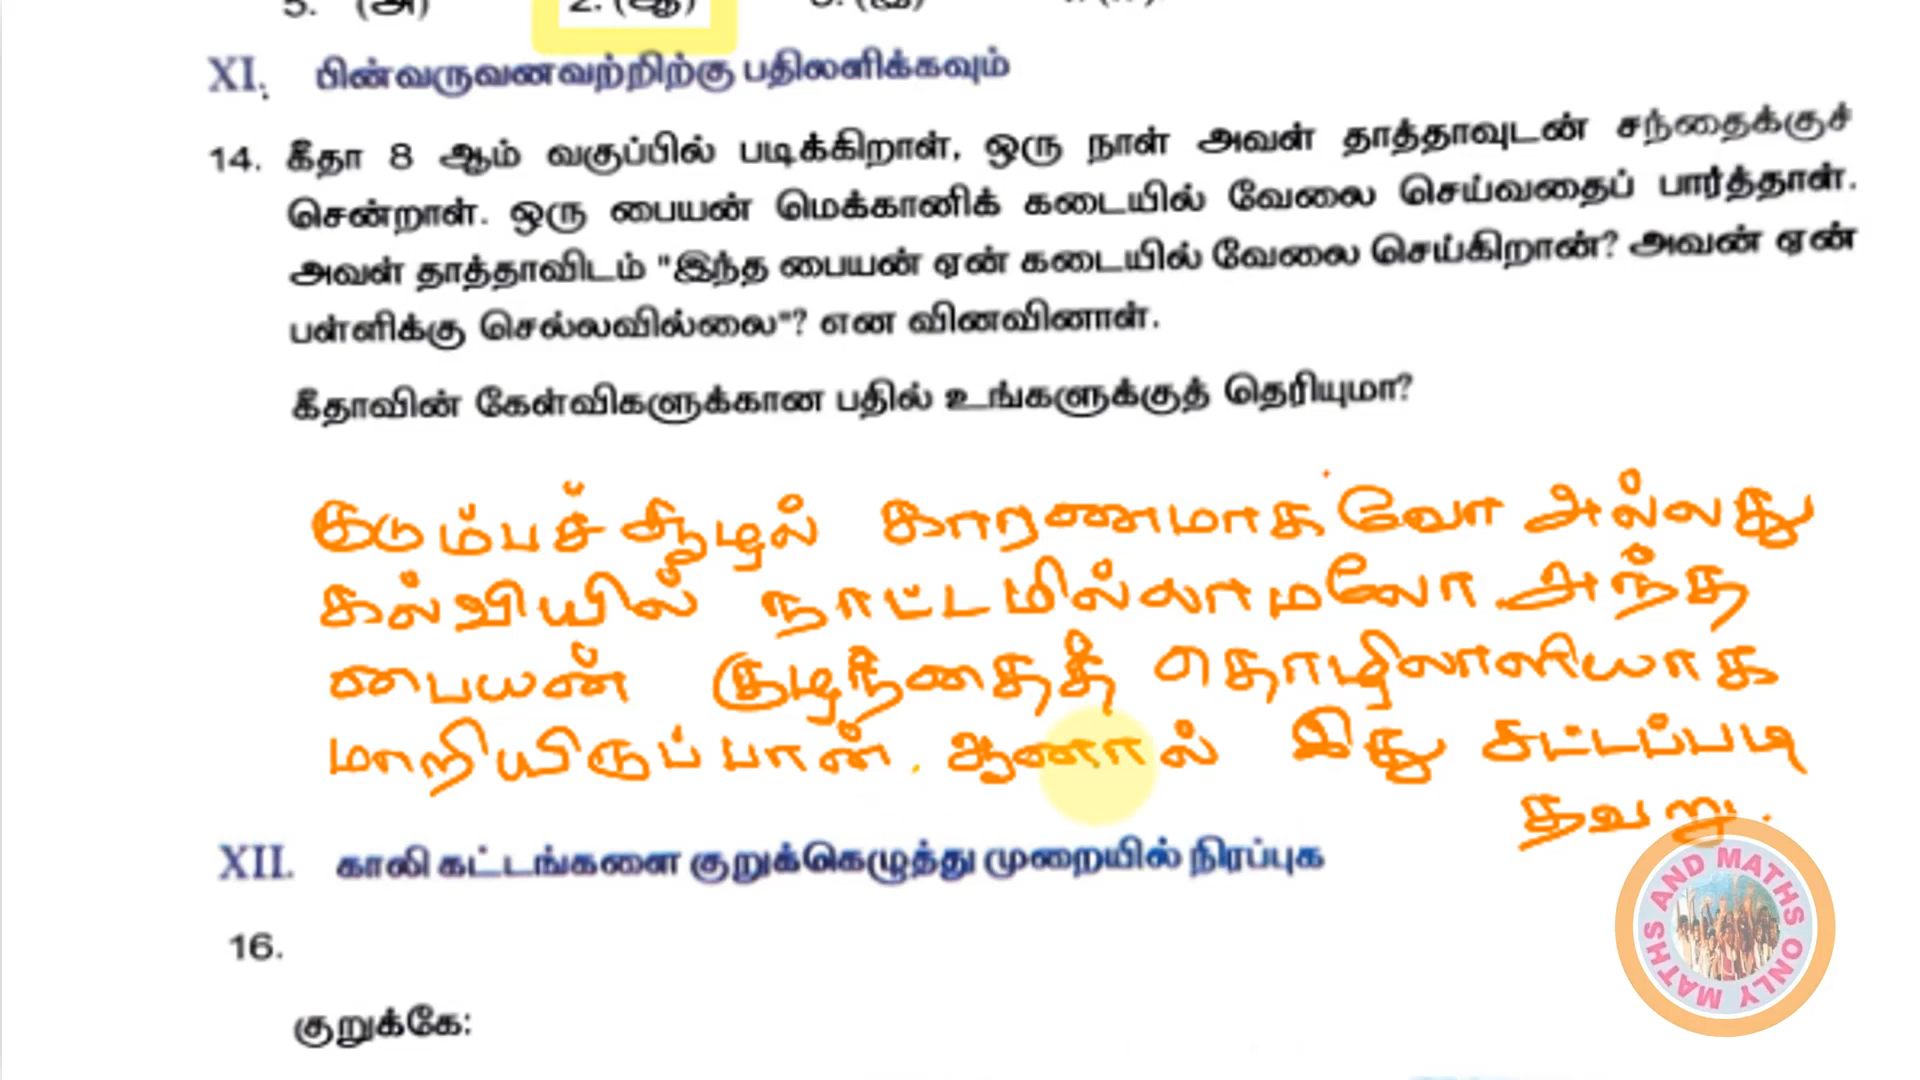 5. (அ) 2. (ஆ)
XI. பின்வருவனவற்றிற்கு பதிலளிக்கவும்
14. கீதா 8 ஆம் வகுப்பில் படிக்கிறாள், ஒரு நாள் அவள் தாத்தாவுடன் சந்தைக்குச்
சென்றாள். ஒரு பையன் மெக்கானிக் கடையில் வேலை செய்வதைப் பார்த்தாள்.
அவள் தாத்தாவிடம் "இந்த பையன் ஏன் கடையில் வேலை செய்கிறான்? அவன் ஏன்
பள்ளிக்கு செல்லவில்லை"? என வினவினாள்.
கீதாவின் கேள்விகளுக்கான பதில் உங்களுக்குத் தெரியுமா?
குடும்பச் சூழல் காரணமாகவோ அல்லது
கல்வியில் நாட்டமில்லாமலோ அந்த
பையன் குழந்தைத் தொழிலாளியாக
மாறியிருப்பான். ஆனால் இது சட்டப்படி
தவறு.
XII. காலி கட்டங்களை குறுக்கெழுத்து முறையில் நிரப்புக
16.
குறுக்கே:
MATHS AND MATHS ONLY